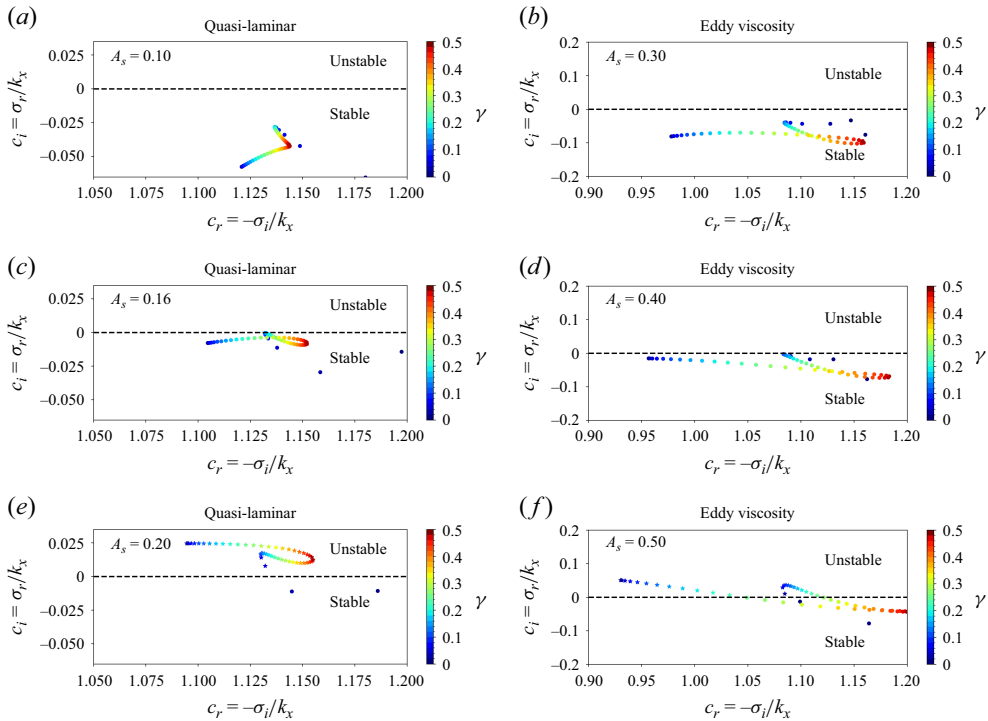 (a)
Quasi-laminar
A_s = 0.10
Unstable
Stable
0.025
0
−0.025
−0.050
c_i = σ_r/k_x
1.050 1.075 1.100 1.125 1.150 1.175 1.200
c_r = −σ_i/k_x
0.5
0.4
0.3
0.2
0.1
0
γ
(b)
Eddy viscosity
A_s = 0.30
Unstable
Stable
0.2
0.1
0
−0.1
−0.2
c_i = σ_r/k_x
0.90 0.95 1.00 1.05 1.10 1.15 1.20
c_r = −σ_i/k_x
0.5
0.4
0.3
0.2
0.1
0
γ
(c)
Quasi-laminar
A_s = 0.16
Unstable
Stable
0.025
0
−0.025
−0.050
c_i = σ_r/k_x
1.050 1.075 1.100 1.125 1.150 1.175 1.200
c_r = −σ_i/k_x
0.5
0.4
0.3
0.2
0.1
0
γ
(d)
Eddy viscosity
A_s = 0.40
Unstable
Stable
0.2
0.1
0
−0.1
−0.2
c_i = σ_r/k_x
0.90 0.95 1.00 1.05 1.10 1.15 1.20
c_r = −σ_i/k_x
0.5
0.4
0.3
0.2
0.1
0
γ
(e)
Quasi-laminar
A_s = 0.20
Unstable
Stable
0.025
0
−0.025
−0.050
c_i = σ_r/k_x
1.050 1.075 1.100 1.125 1.150 1.175 1.200
c_r = −σ_i/k_x
0.5
0.4
0.3
0.2
0.1
0
γ
(f)
Eddy viscosity
A_s = 0.50
Unstable
Stable
0.2
0.1
0
−0.1
−0.2
c_i = σ_r/k_x
0.90 0.95 1.00 1.05 1.10 1.15 1.20
c_r = −σ_i/k_x
0.5
0.4
0.3
0.2
0.1
0
γ